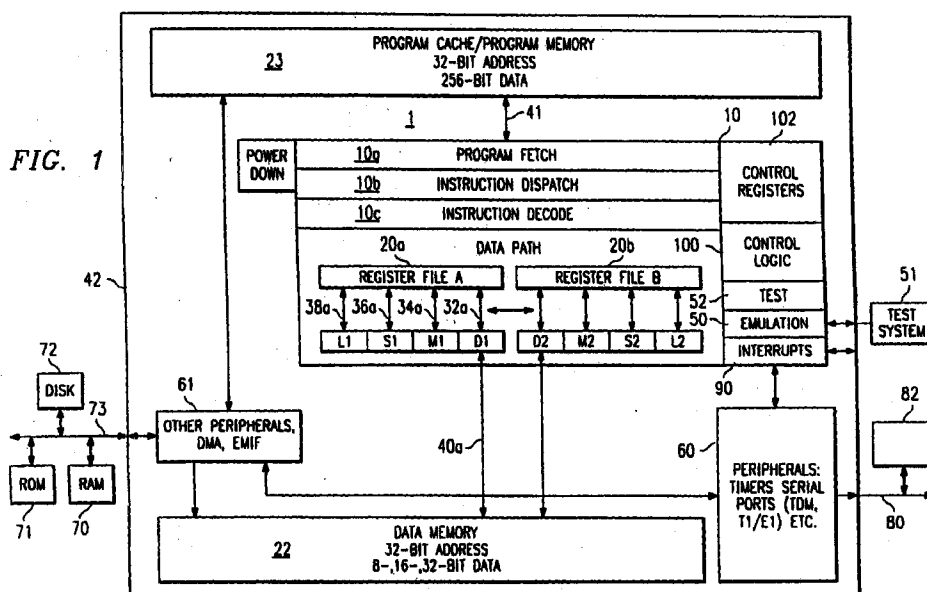 PROGRAM CACHE/PROGRAM MEMORY
23
32-BIT ADDRESS
256-BIT DATA
1
41
10
102
FIG. 1
POWER
DOWN
10a
PROGRAM FETCH
10b
INSTRUCTION DISPATCH
10c
INSTRUCTION DECODE
CONTROL
REGISTERS
DATA PATH
20a
20b
100
CONTROL
LOGIC
42
REGISTER FILE A
REGISTER FILE B
38a
36a
34a
32a
52
TEST
51
TEST
SYSTEM
50
EMULATION
L1
S1
M1
D1
D2
M2
S2
L2
INTERRUPTS
90
72
DISK
73
61
OTHER PERIPHERALS,
DMA, EMIF
40a
60
82
ROM
RAM
71
70
PERIPHERALS:
TIMERS SERIAL
PORTS (TDM,
T1/E1) ETC.
80
DATA MEMORY
22
32-BIT ADDRESS
8-,16-,32-BIT DATA